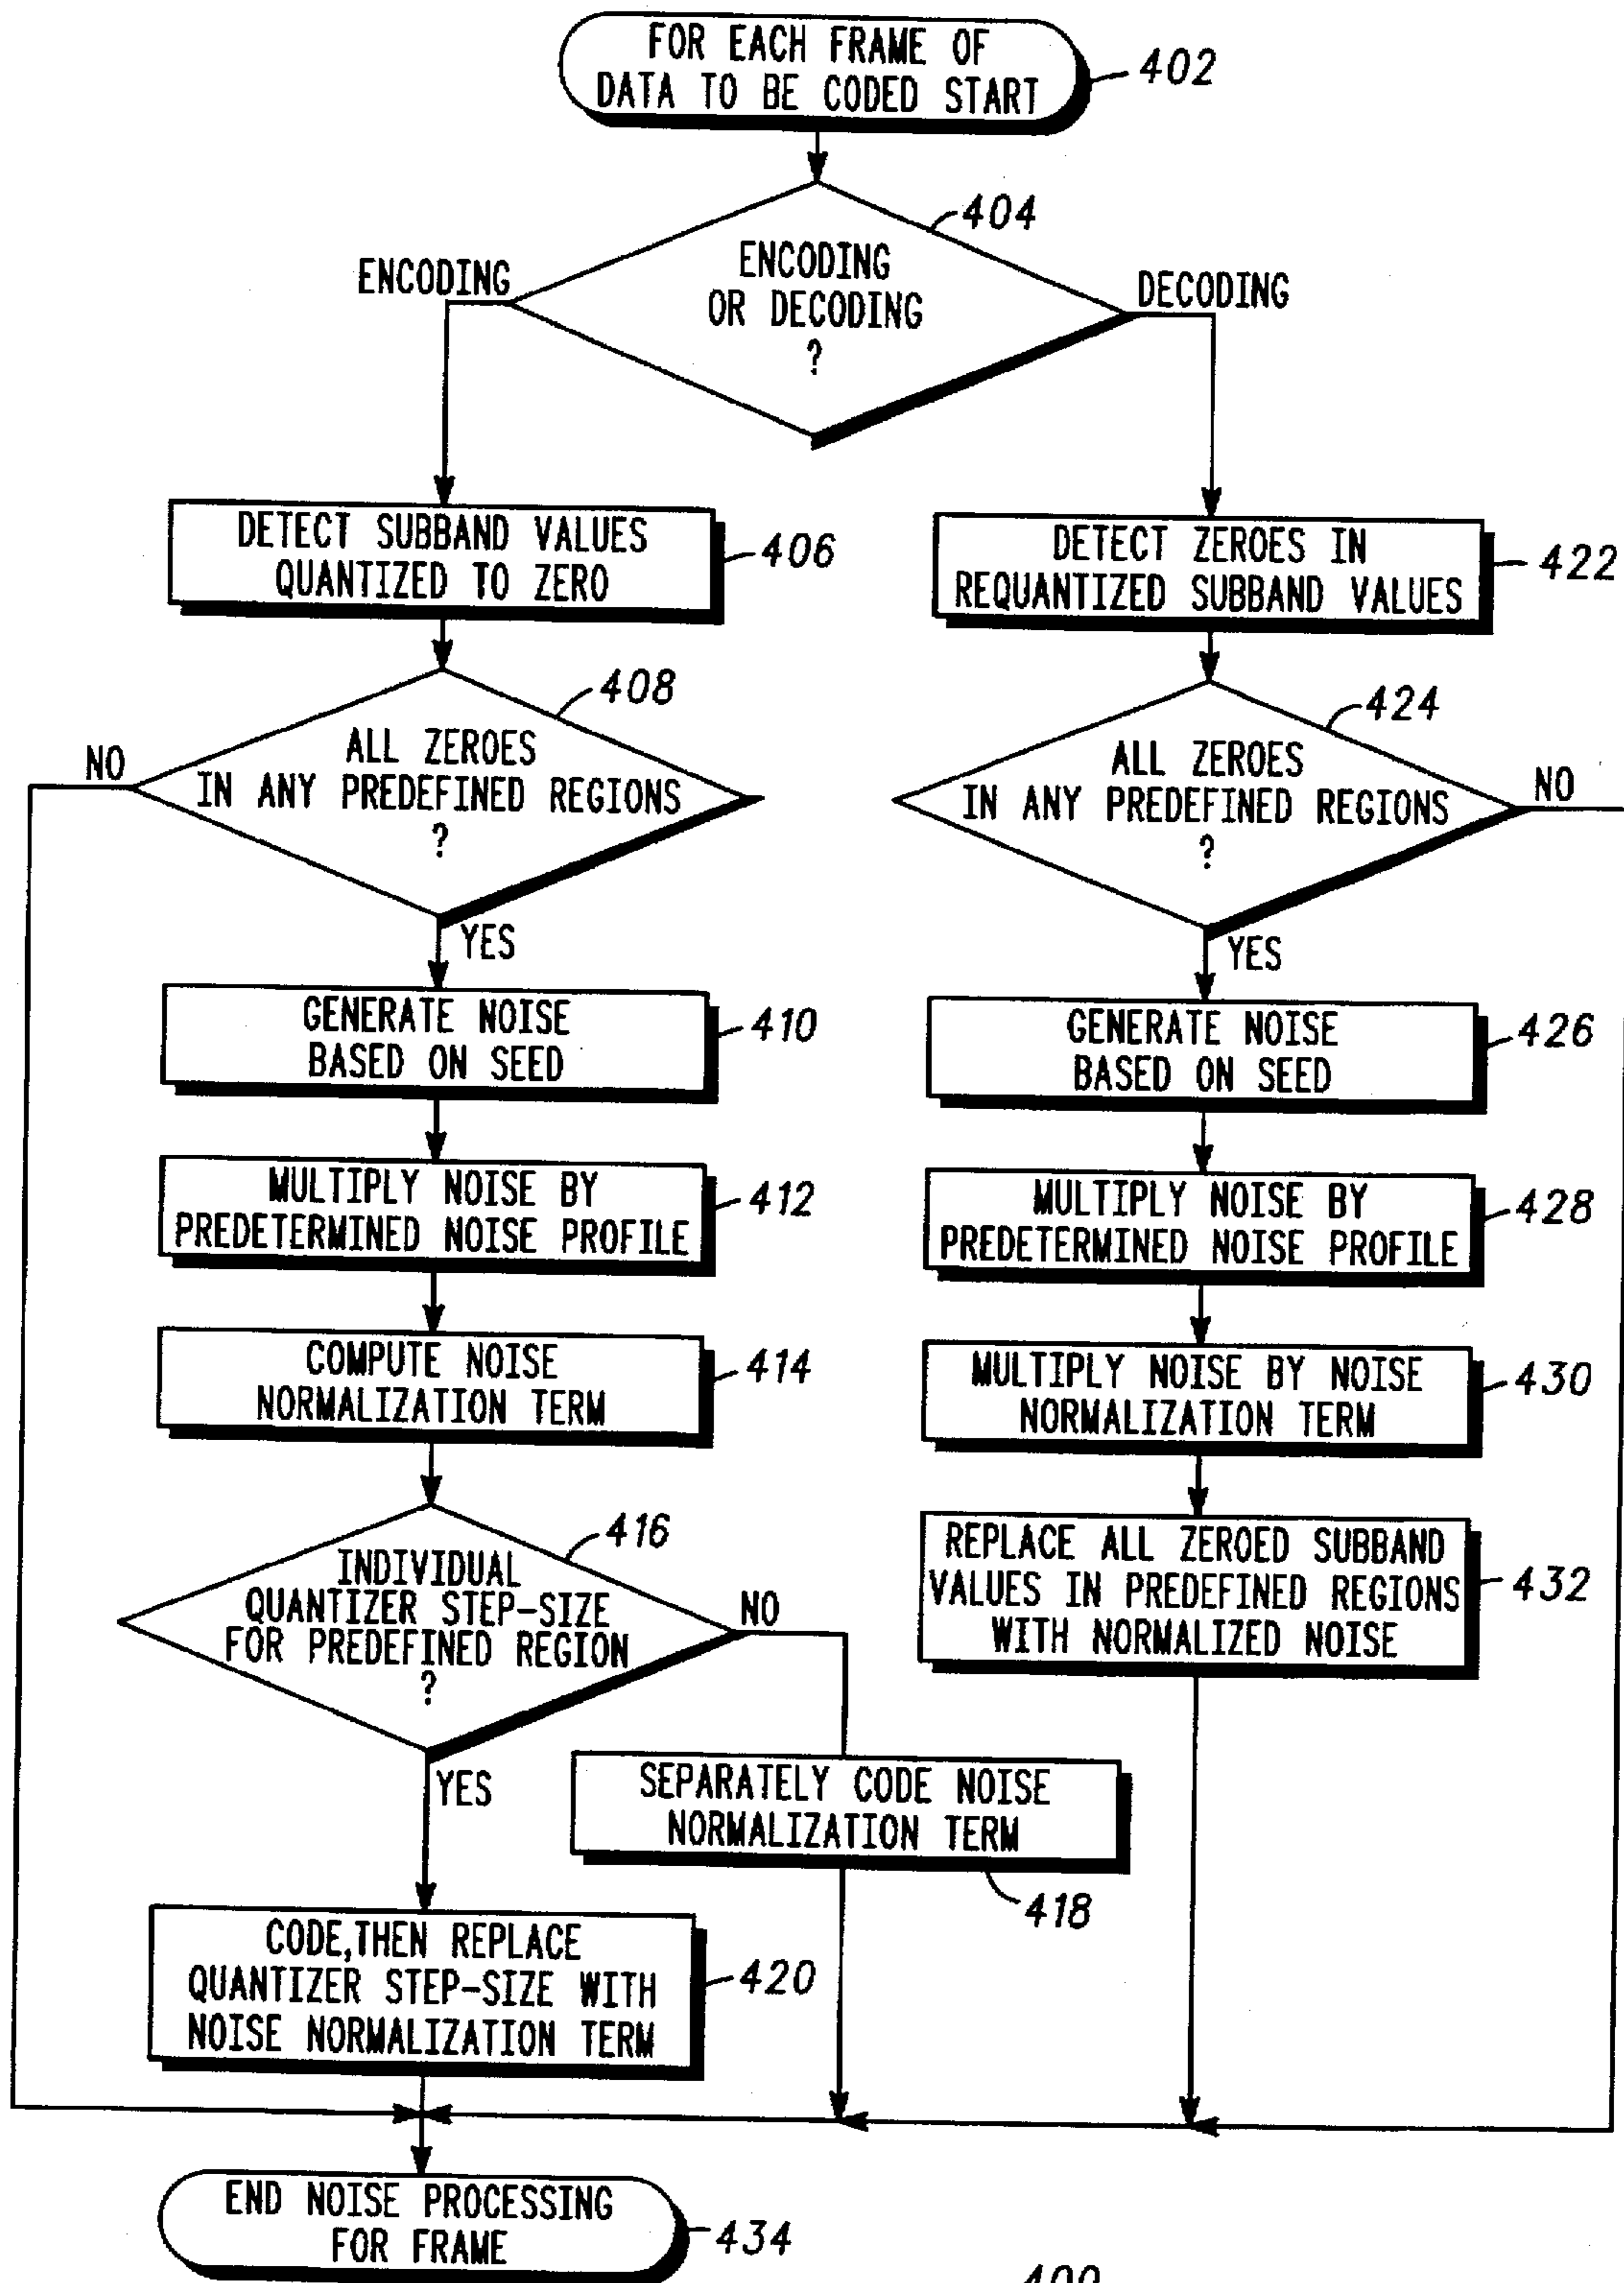 FOR EACH FRAME OF
DATA TO BE CODED START
402
404
ENCODING
OR DECODING
?
ENCODING
DECODING
DETECT SUBBAND VALUES
QUANTIZED TO ZERO
406
DETECT ZEROES IN
REQUANTIZED SUBBAND VALUES
422
408
ALL ZEROES
IN ANY PREDEFINED REGIONS
?
NO
YES
424
ALL ZEROES
IN ANY PREDEFINED REGIONS
?
NO
YES
GENERATE NOISE
BASED ON SEED
410
GENERATE NOISE
BASED ON SEED
426
MULTIPLY NOISE BY
PREDETERMINED NOISE PROFILE
412
MULTIPLY NOISE BY
PREDETERMINED NOISE PROFILE
428
COMPUTE NOISE
NORMALIZATION TERM
414
MULTIPLY NOISE BY NOISE
NORMALIZATION TERM
430
416
INDIVIDUAL
QUANTIZER STEP-SIZE
FOR PREDEFINED REGION
?
NO
YES
REPLACE ALL ZEROED SUBBAND
VALUES IN PREDEFINED REGIONS
WITH NORMALIZED NOISE
432
SEPARATELY CODE NOISE
NORMALIZATION TERM
418
CODE,THEN REPLACE
QUANTIZER STEP-SIZE WITH
NOISE NORMALIZATION TERM
420
END NOISE PROCESSING
FOR FRAME
434